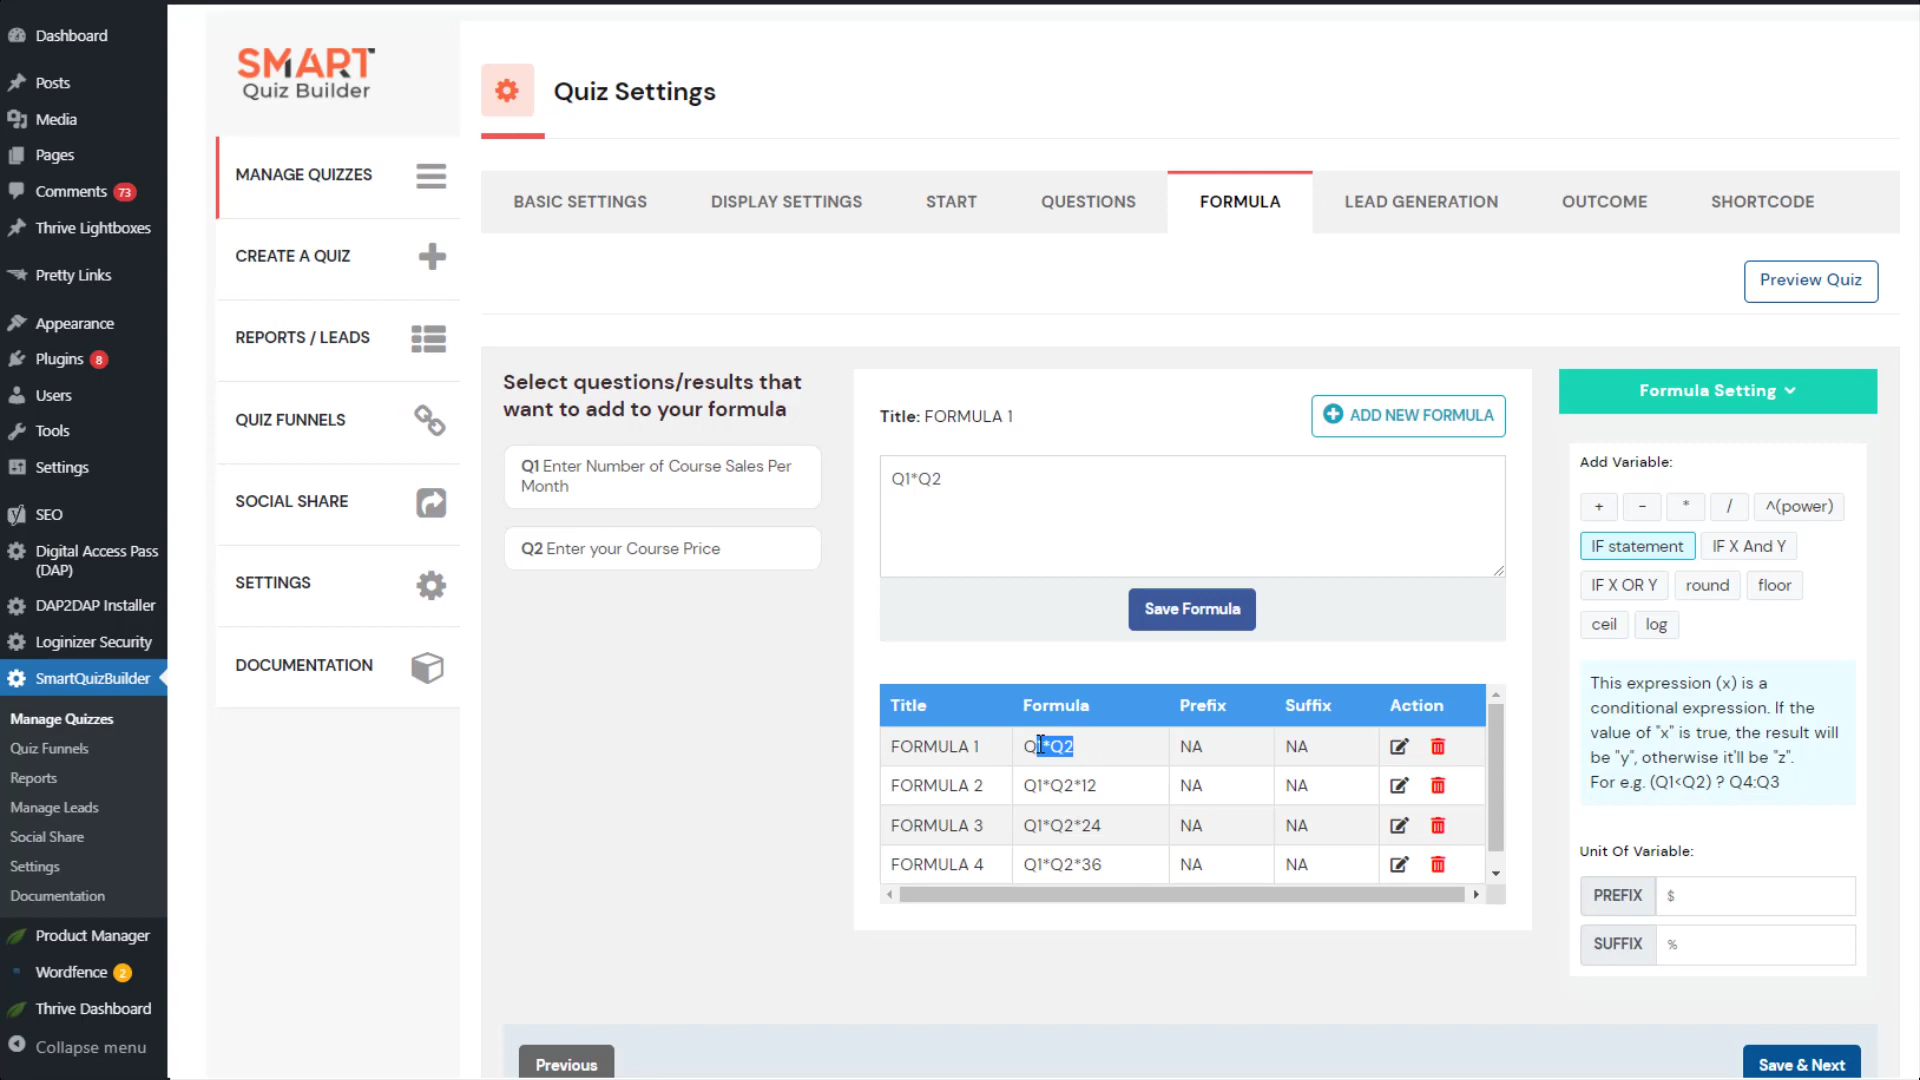 Dashboard
Posts
Media
Pages
Comments 73
Thrive Lightboxes
Pretty Links
Appearance
Plugins 8
Users
Tools
Settings
SEO
Digital Access Pass
(DAP)
DAP2DAP Installer
Loginizer Security
SmartQuizBuilder
Manage Quizzes
Quiz Funnels
Reports
Manage Leads
Social Share
Settings
Documentation
Product Manager
Wordfence 2
Thrive Dashboard
Collapse menu
SMART
Quiz Builder
MANAGE QUIZZES
CREATE A QUIZ
REPORTS / LEADS
QUIZ FUNNELS
SOCIAL SHARE
SETTINGS
DOCUMENTATION
Quiz Settings
BASIC SETTINGS
DISPLAY SETTINGS
START
QUESTIONS
FORMULA
LEAD GENERATION
OUTCOME
SHORTCODE
Preview Quiz
Select questions/results that
want to add to your formula
Q1 Enter Number of Course Sales Per
Month
Q2 Enter your Course Price
Title: FORMULA 1
ADD NEW FORMULA
Q1*Q2
Save Formula
Title Formula Prefix Suffix Action
FORMULA 1 Q1*Q2 NA NA
FORMULA 2 Q1*Q2*12 NA NA
FORMULA 3 Q1*Q2*24 NA NA
FORMULA 4 Q1*Q2*36 NA NA
Formula Setting
Add Variable:
+ - * / ^(power)
IF statement IF X And Y
IF X OR Y round floor
ceil log
This expression (x) is a
conditional expression. If the
value of "x" is true, the result will
be "y", otherwise it'll be "z".
For e.g. (Q1<Q2) ? Q4:Q3
Unit Of Variable:
PREFIX $
SUFFIX %
Previous
Save & Next